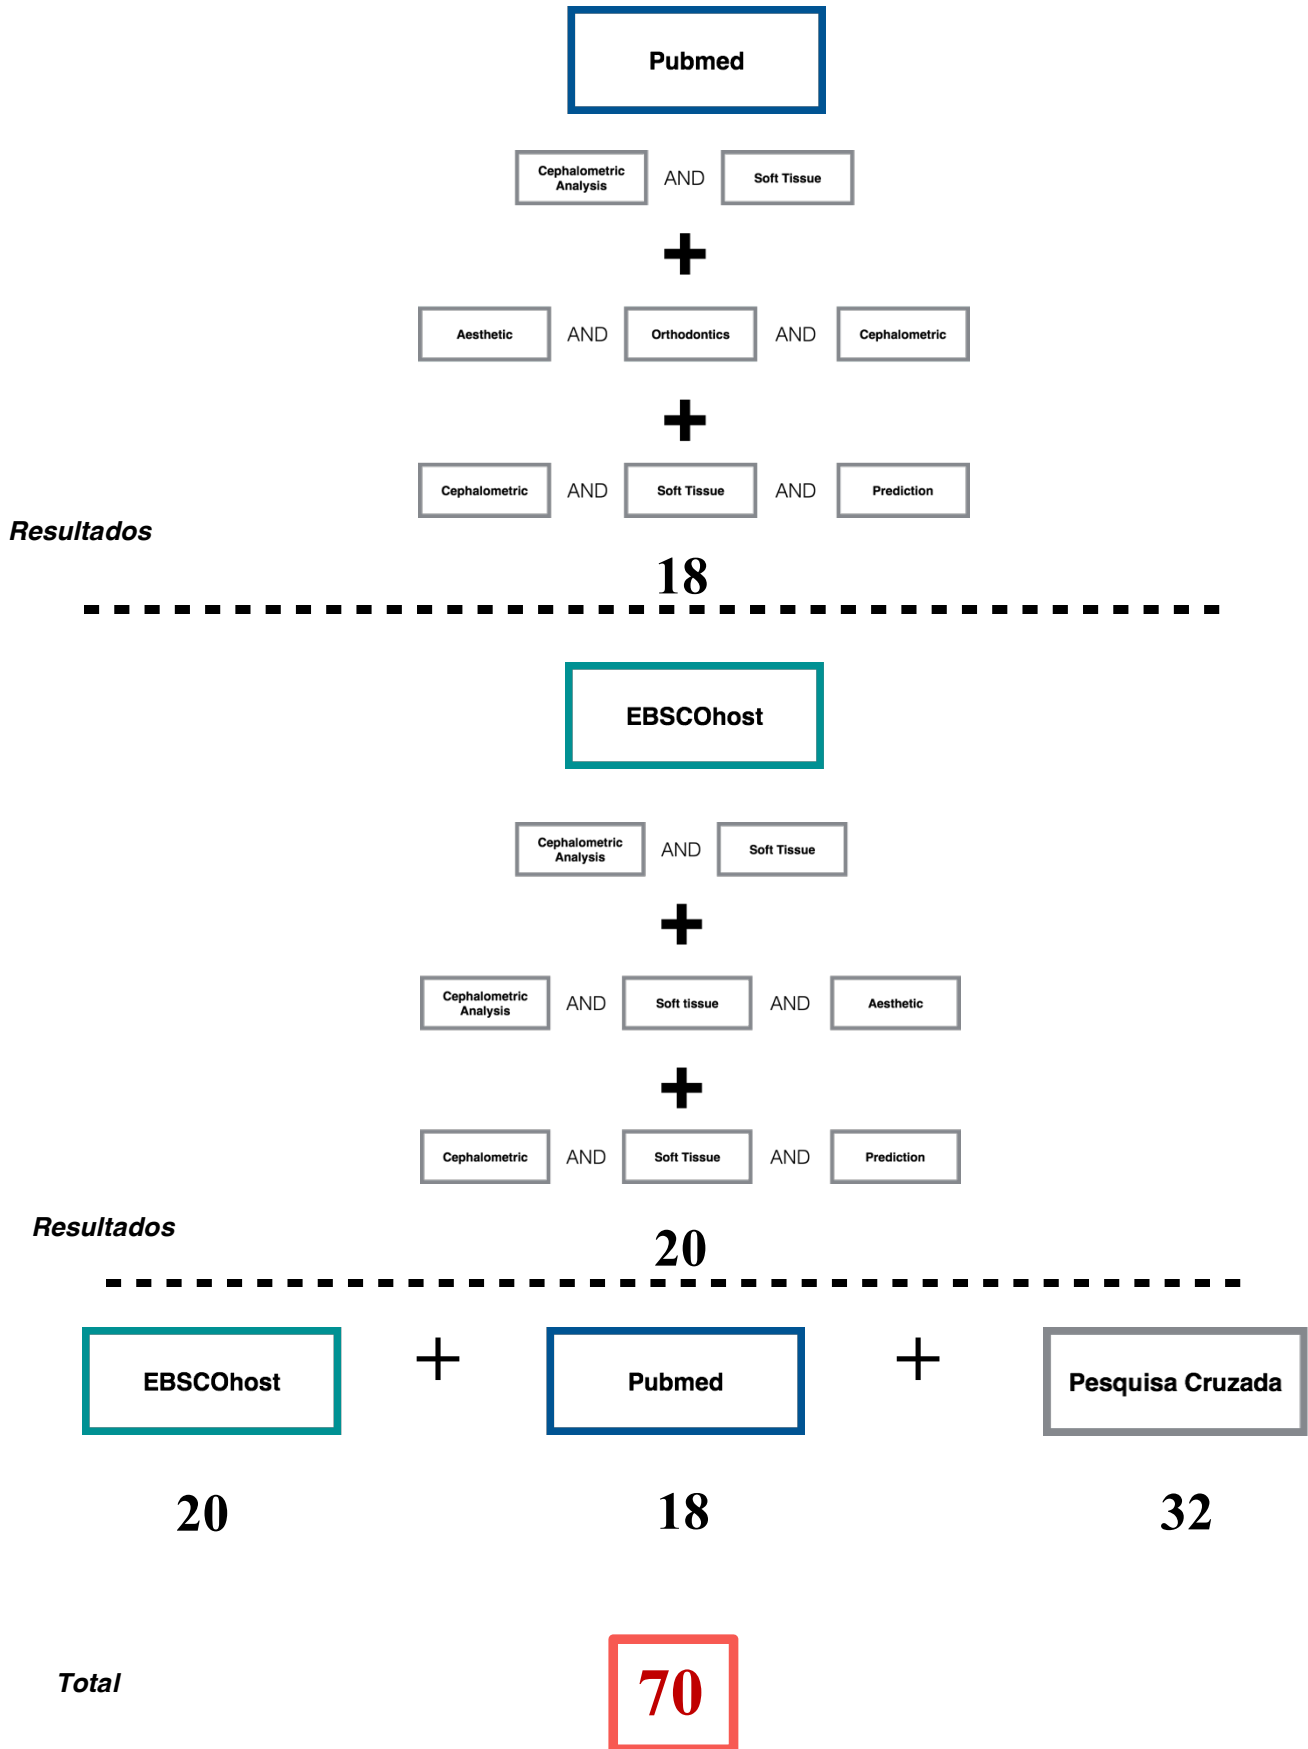 Pubmed
Cephalometric
Analysis
AND
Soft Tissue
+
Aesthetic AND Orthodontics AND Cephalometric
+
Cephalometric AND Soft Tissue AND Prediction
Resultados
18
EBSCOhost
Cephalometric
Analysis
AND
Soft Tissue
+
Cephalometric
Analysis
AND Soft tissue AND Aesthetic
+
Cephalometric AND Soft Tissue AND Prediction
Resultados
20
EBSCOhost + Pubmed + Pesquisa Cruzada
20 18 32
Total 70